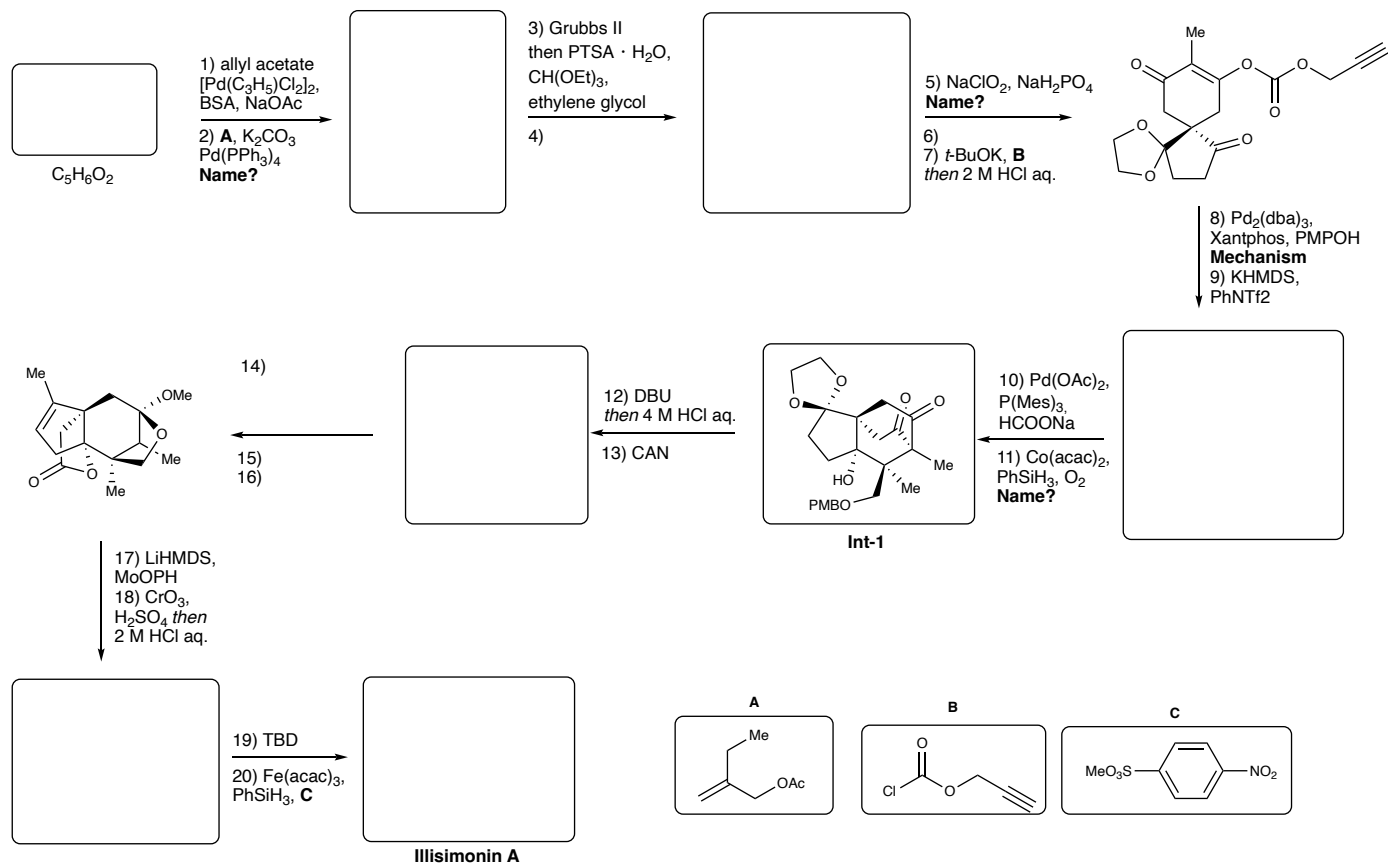 C5H6O2
1) allyl acetate
[Pd(C3H5)Cl2]2,
BSA, NaOAc
2) A, K2CO3
Pd(PPh3)4
Name?
3) Grubbs II
then PTSA · H2O,
CH(OEt)3,
ethylene glycol
4)
5) NaClO2, NaH2PO4
Name?
6)
7) t-BuOK, B
then 2 M HCl aq.
Me
O
O
O
O
O
O
O
8) Pd2(dba)3,
Xantphos, PMPOH
Mechanism
9) KHMDS,
PhNTf2
10) Pd(OAc)2,
P(Mes)3,
HCOONa
11) Co(acac)2,
PhSiH3, O2
Name?
O
O
O
O
HO
Me
Me
PMBO
Int-1
12) DBU
then 4 M HCl aq.
13) CAN
14)
15)
16)
Me
OMe
O
Me
O
O
Me
17) LiHMDS,
MoOPH
18) CrO3,
H2SO4 then
2 M HCl aq.
19) TBD
20) Fe(acac)3,
PhSiH3, C
Illisimonin A
A
Me
OAc
B
O
Cl
O
C
MeO3S
NO2